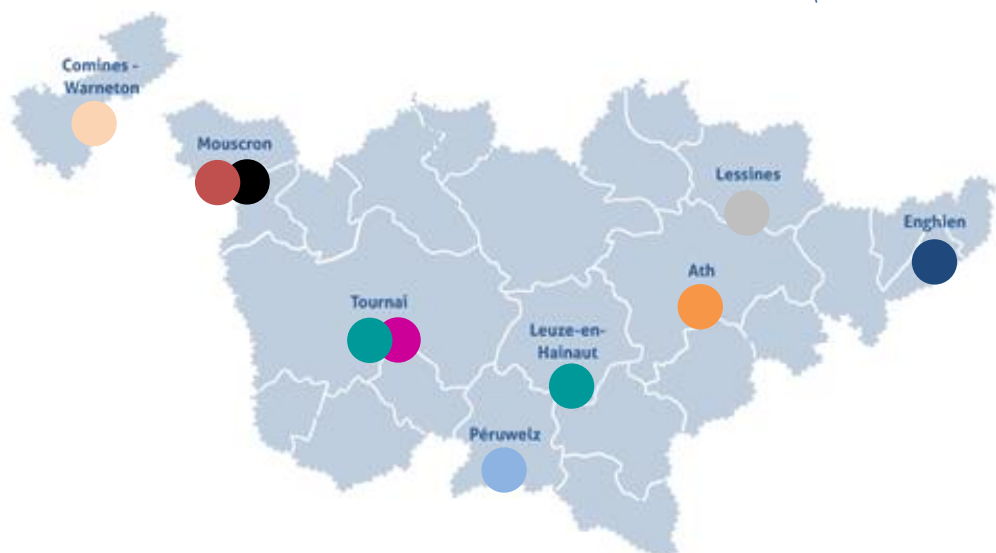 Comines -
Warneton
Mouscron
Lessines
Enghien
Ath
Tournai
Leuze-en-
Hainaut
Péruwelz